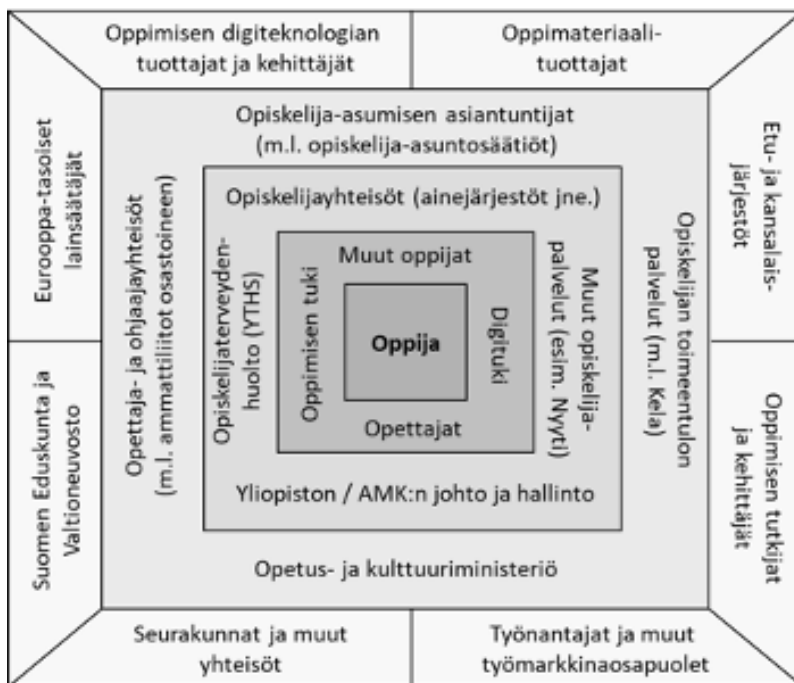 Oppimisen digiteknologian
tuottajat ja kehittäjät
Oppimateriaali-
tuottajat
Eurooppa-tasoiset
lainsäätäjät
Etu- ja kansalais-
järjestöt
Opiskelija-asumisen asiantuntijat
(m.l. opiskelija-asuntosäätiöt)
Opettaja- ja ohjaajayhteisöt
(m.l. ammattiliitot osastoineen)
Opiskelijan toimeentulon
palvelut (m.l. Kela)
Opiskelijayhteisöt (ainejärjestöt jne.)
Opiskelijaterveyden-
huolto (YTHS)
Muut opiskelija-
palvelut (esim. Nyyti)
Muut oppijat
Oppimisen tuki
Oppija
Digituki
Opettajat
Yliopiston / AMK:n johto ja hallinto
Opetus- ja kulttuuriministeriö
Suomen Eduskunta ja
Valtioneuvosto
Oppimisen tutkijat
ja kehittäjät
Seurakunnat ja muut
yhteisöt
Työnantajat ja muut
työmarkkinaosapuolet